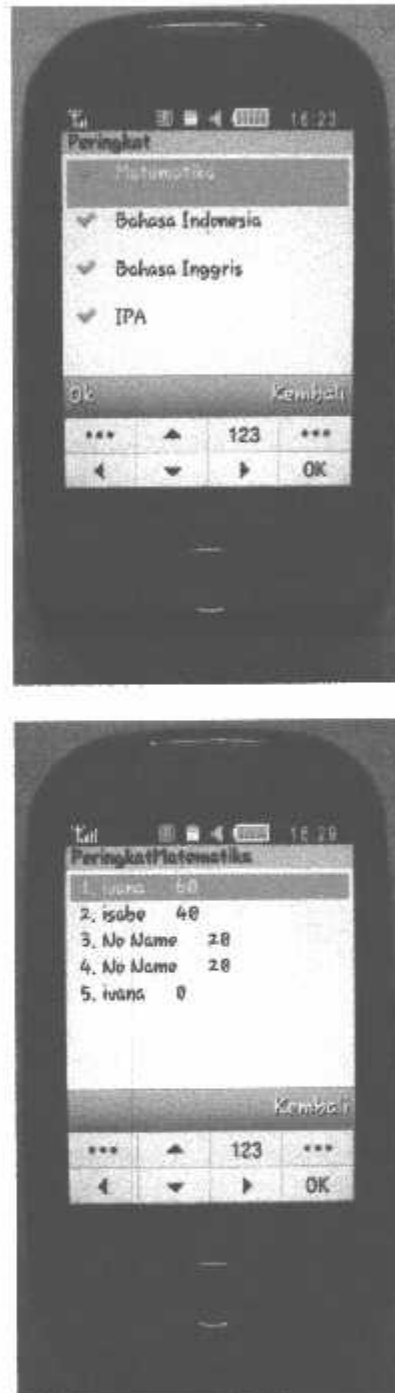 16:23
Peringkat
Matematika
Bahasa Indonesia
Bahasa Inggris
IPA
Ok Kembali
123
OK
16:29
PeringkatMatematika
1. ivana 60
2. isabe 40
3. No Name 20
4. No Name 20
5. ivana 0
Kembali
123
OK